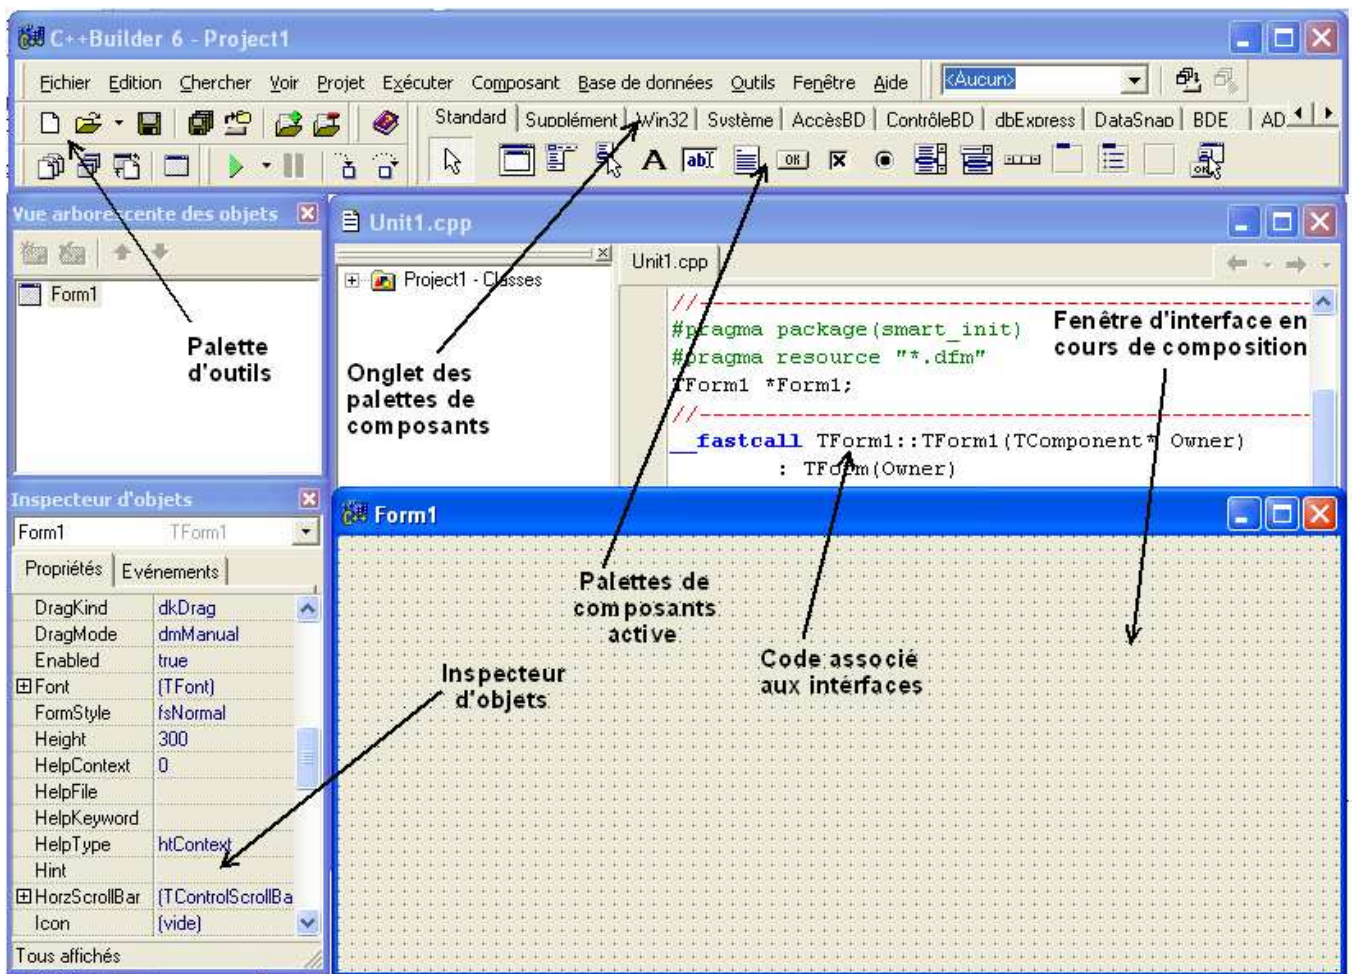 C++Builder 6 - Project1
Fichier Edition Chercher Voir Projet Exécuter Composant Base de données Outils Fenêtre Aide <Aucun>
Standard Supplément Win32 Système AccèsBD ContrôleBD dbExpress DataSnap BDE AD
A abI OK
Vue arborescente des objets
Form1
Palette
d'outils
Unit1.cpp
Project1 - Classes
Onglet des
palettes de
composants
Unit1.cpp
//
#pragma package(smart_init)
#pragma resource "*.dfm"
TForm1 *Form1;
//
__fastcall TForm1::TForm1(TComponent* Owner)
: TForm(Owner)
Fenêtre d'interface en
cours de composition
Inspecteur d'objets
Form1 TForm1
Propriétés Evénements
DragKind dkDrag
DragMode dmManual
Enabled true
Font (TFont)
FormStyle fsNormal
Height 300
HelpContext 0
HelpFile
HelpKeyword
HelpType htContext
Hint
HorzScrollBar (TControlScrollBa
Icon (vide)
Tous affichés
Form1
Palettes de
composants
active
Inspecteur
d'objets
Code associé
aux intérfaces